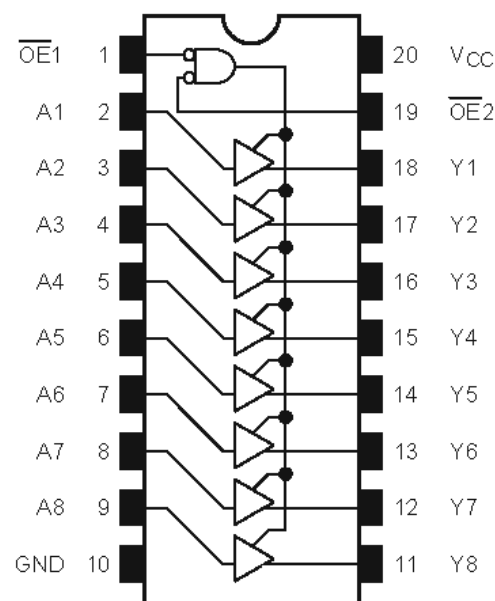 O̅E̅1 1 20 VCC
A1 2 19 O̅E̅2
A2 3 18 Y1
A3 4 17 Y2
A4 5 16 Y3
A5 6 15 Y4
A6 7 14 Y5
A7 8 13 Y6
A8 9 12 Y7
GND 10 11 Y8